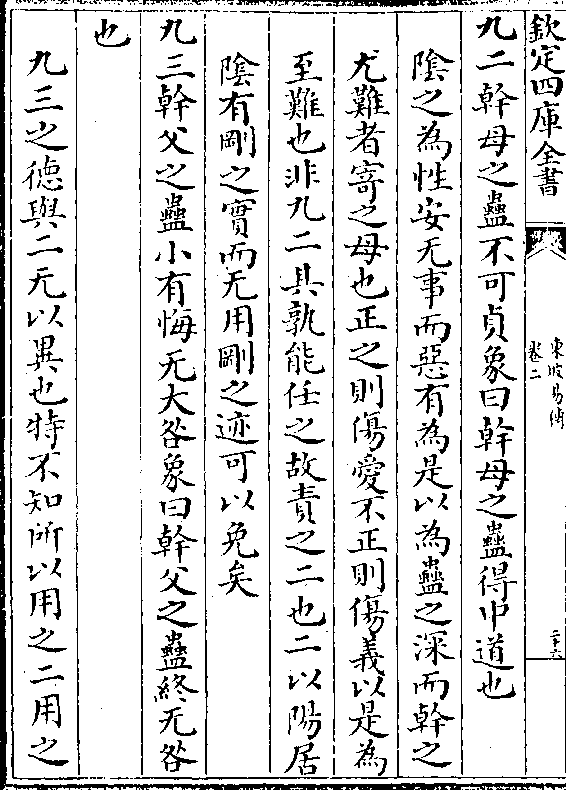 欽定四庫全書
東坡易傳
卷二
二十六
九二幹母之蠱不可貞象曰幹母之蠱得中道也
陰之為性安无事而惡有為是以為蠱之深而幹之
尤難者寄之母也正之則傷愛不正則傷義以是為
至難也非九二其孰能任之故責之二也二以陽居
陰有剛之實而无用剛之迹可以免矣
九三幹父之蠱小有悔无大咎象曰幹父之蠱終无咎
也
九三之德與二无以異也特不知所以用之二用之